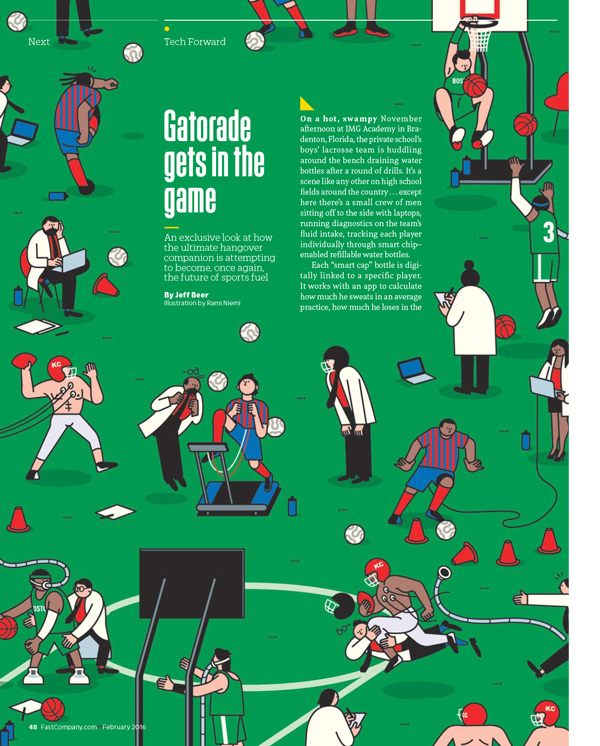 Next
Tech Forward
Gatorade
gets in the
game
An exclusive look at how
the ultimate hangover
companion is attempting
to become, once again,
the future of sports fuel
By Jeff Beer
Illustration by Rami Niemi
On a hot, swampy November
afternoon at IMG Academy in Bra-
denton, Florida, the private school's
boys' lacrosse team is huddling
around the bench draining water
bottles after a round of drills. It's a
scene like any other on high school
fields around the country . . . except
here there's a small crew of men
sitting off to the side with laptops,
running diagnostics on the team's
fluid intake, tracking each player
individually through smart chip–
enabled refillable water bottles.
Each "smart cap" bottle is digi-
tally linked to a specific player.
It works with an app to calculate
how much he sweats in an average
practice, how much he loses in the
BOS
3
KC
KC
OSTO
KC
KC
48 FastCompany.com February 2016